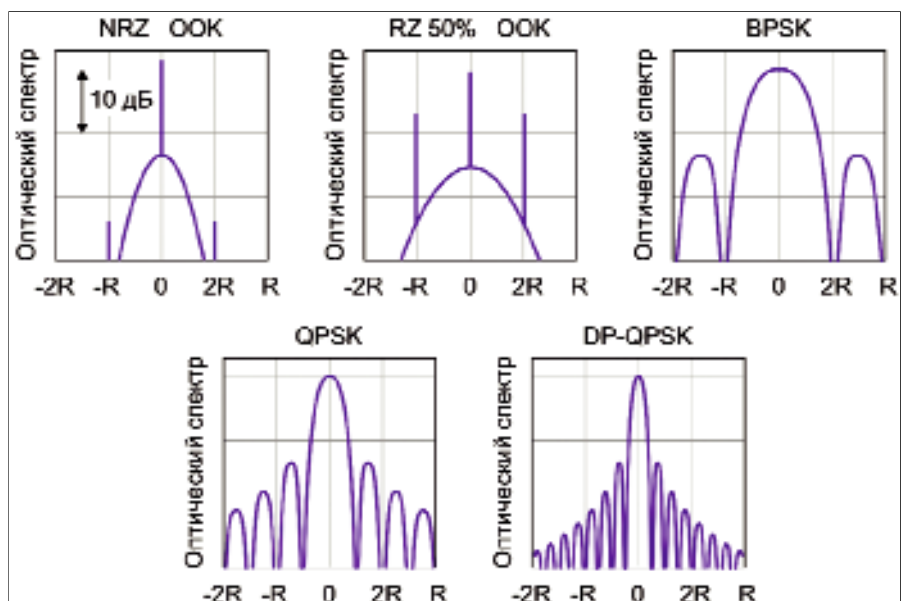 NRZ OOK
Оптический спектр
10 дБ
-2R -R 0 2R R
RZ 50% OOK
Оптический спектр
-2R -R 0 2R R
BPSK
Оптический спектр
-2R -R 0 2R R
QPSK
Оптический спектр
-2R -R 0 2R R
DP-QPSK
Оптический спектр
-2R -R 0 2R R